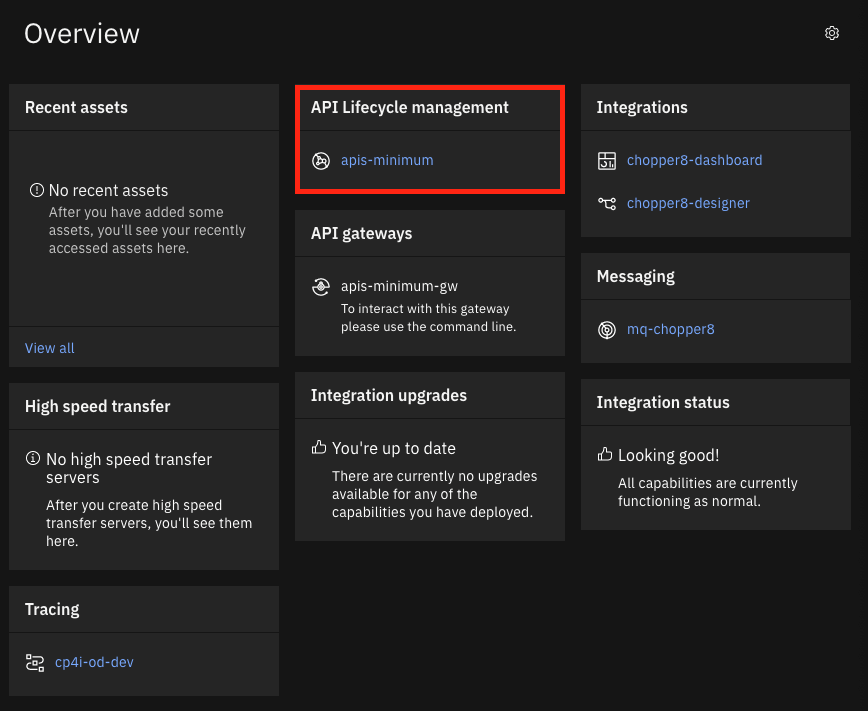 Overview
Recent assets
No recent assets
After you have added some
assets, you'll see your recently
accessed assets here.
View all
High speed transfer
No high speed transfer
servers
After you create high speed
transfer servers, you'll see them
here.
Tracing
cp4i-od-dev
API Lifecycle management
apis-minimum
API gateways
apis-minimum-gw
To interact with this gateway
please use the command line.
Integration upgrades
You're up to date
There are currently no upgrades
available for any of the
capabilities you have deployed.
Integrations
chopper8-dashboard
chopper8-designer
Messaging
mq-chopper8
Integration status
Looking good!
All capabilities are currently
functioning as normal.